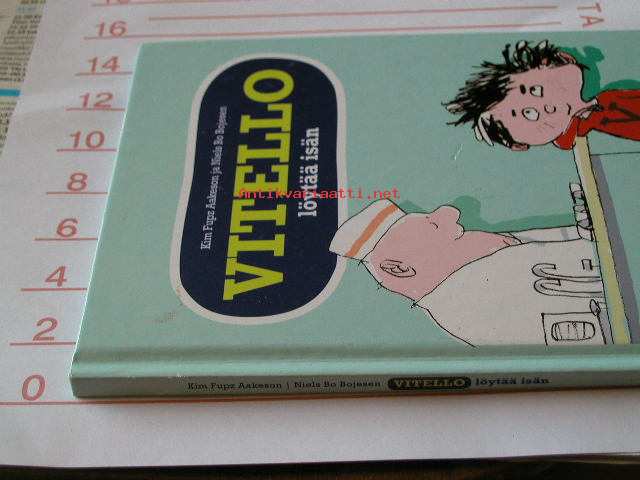 Kim Fupz Aakeson ja Niels Bo Bojesen
VITELLO
löytää isän
V
antikvariaatti.net
Kim Fupz Aakeson | Niels Bo Bojesen VITELLO löytää isän
16
14
12
10
8
6
4
2
0
TA